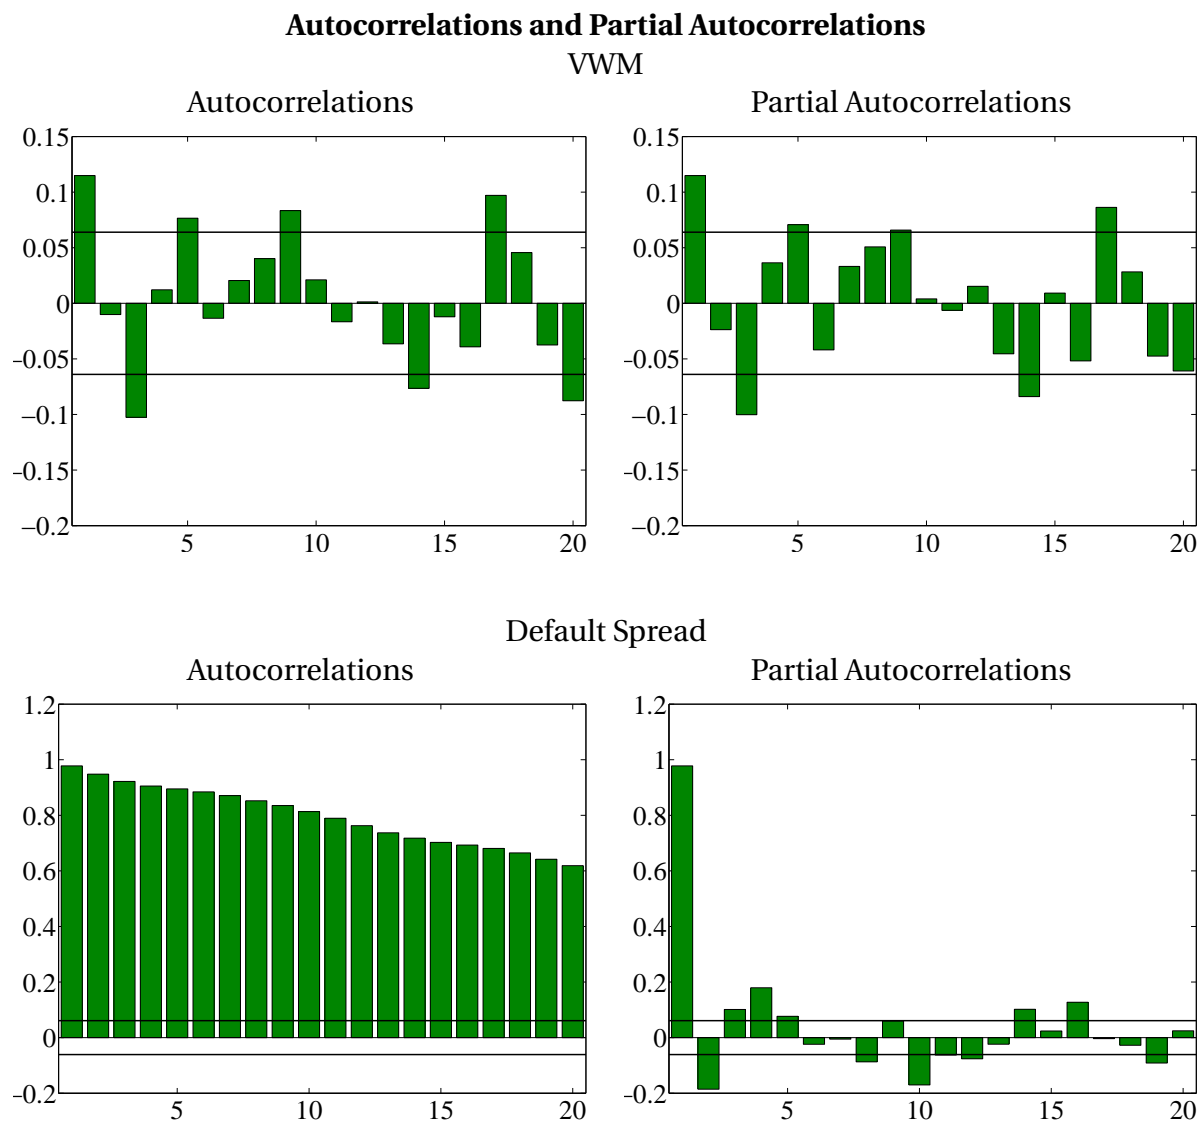 Autocorrelations and Partial Autocorrelations
VWM
Autocorrelations
Partial Autocorrelations
0.15
0.1
0.05
0
–0.05
–0.1
–0.15
–0.2
5 10 15 20
0.15
0.1
0.05
0
–0.05
–0.1
–0.15
–0.2
5 10 15 20
Default Spread
Autocorrelations
Partial Autocorrelations
1.2
1
0.8
0.6
0.4
0.2
0
–0.2
5 10 15 20
1.2
1
0.8
0.6
0.4
0.2
0
–0.2
5 10 15 20